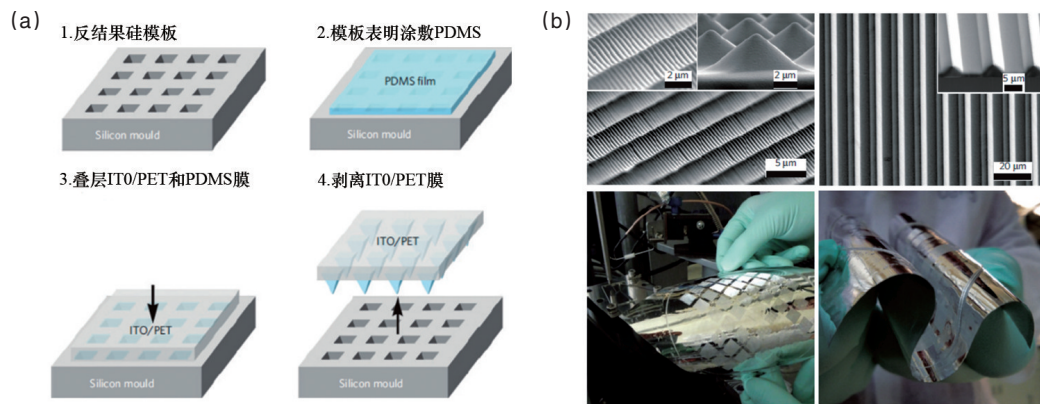 (a)
1.反结果硅模板
2.模板表明涂敷PDMS
PDMS film
Silicon mould
Silicon mould
3.叠层IT0/PET和PDMS膜
4.剥离IT0/PET膜
ITO/PET
ITO/PET
Silicon mould
Silicon mould
(b)
2 μm
2 μm
5 μm
5 μm
20 μm